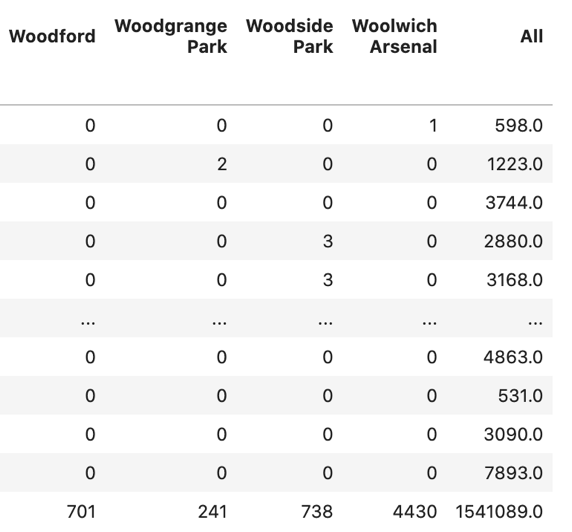 Woodford Woodgrange Park Woodside Park Woolwich Arsenal All
0 0 0 1 598.0
0 2 0 0 1223.0
0 0 0 0 3744.0
0 0 3 0 2880.0
0 0 3 0 3168.0
... ... ... ... ...
0 0 0 0 4863.0
0 0 0 0 531.0
0 0 0 0 3090.0
0 0 0 0 7893.0
701 241 738 4430 1541089.0